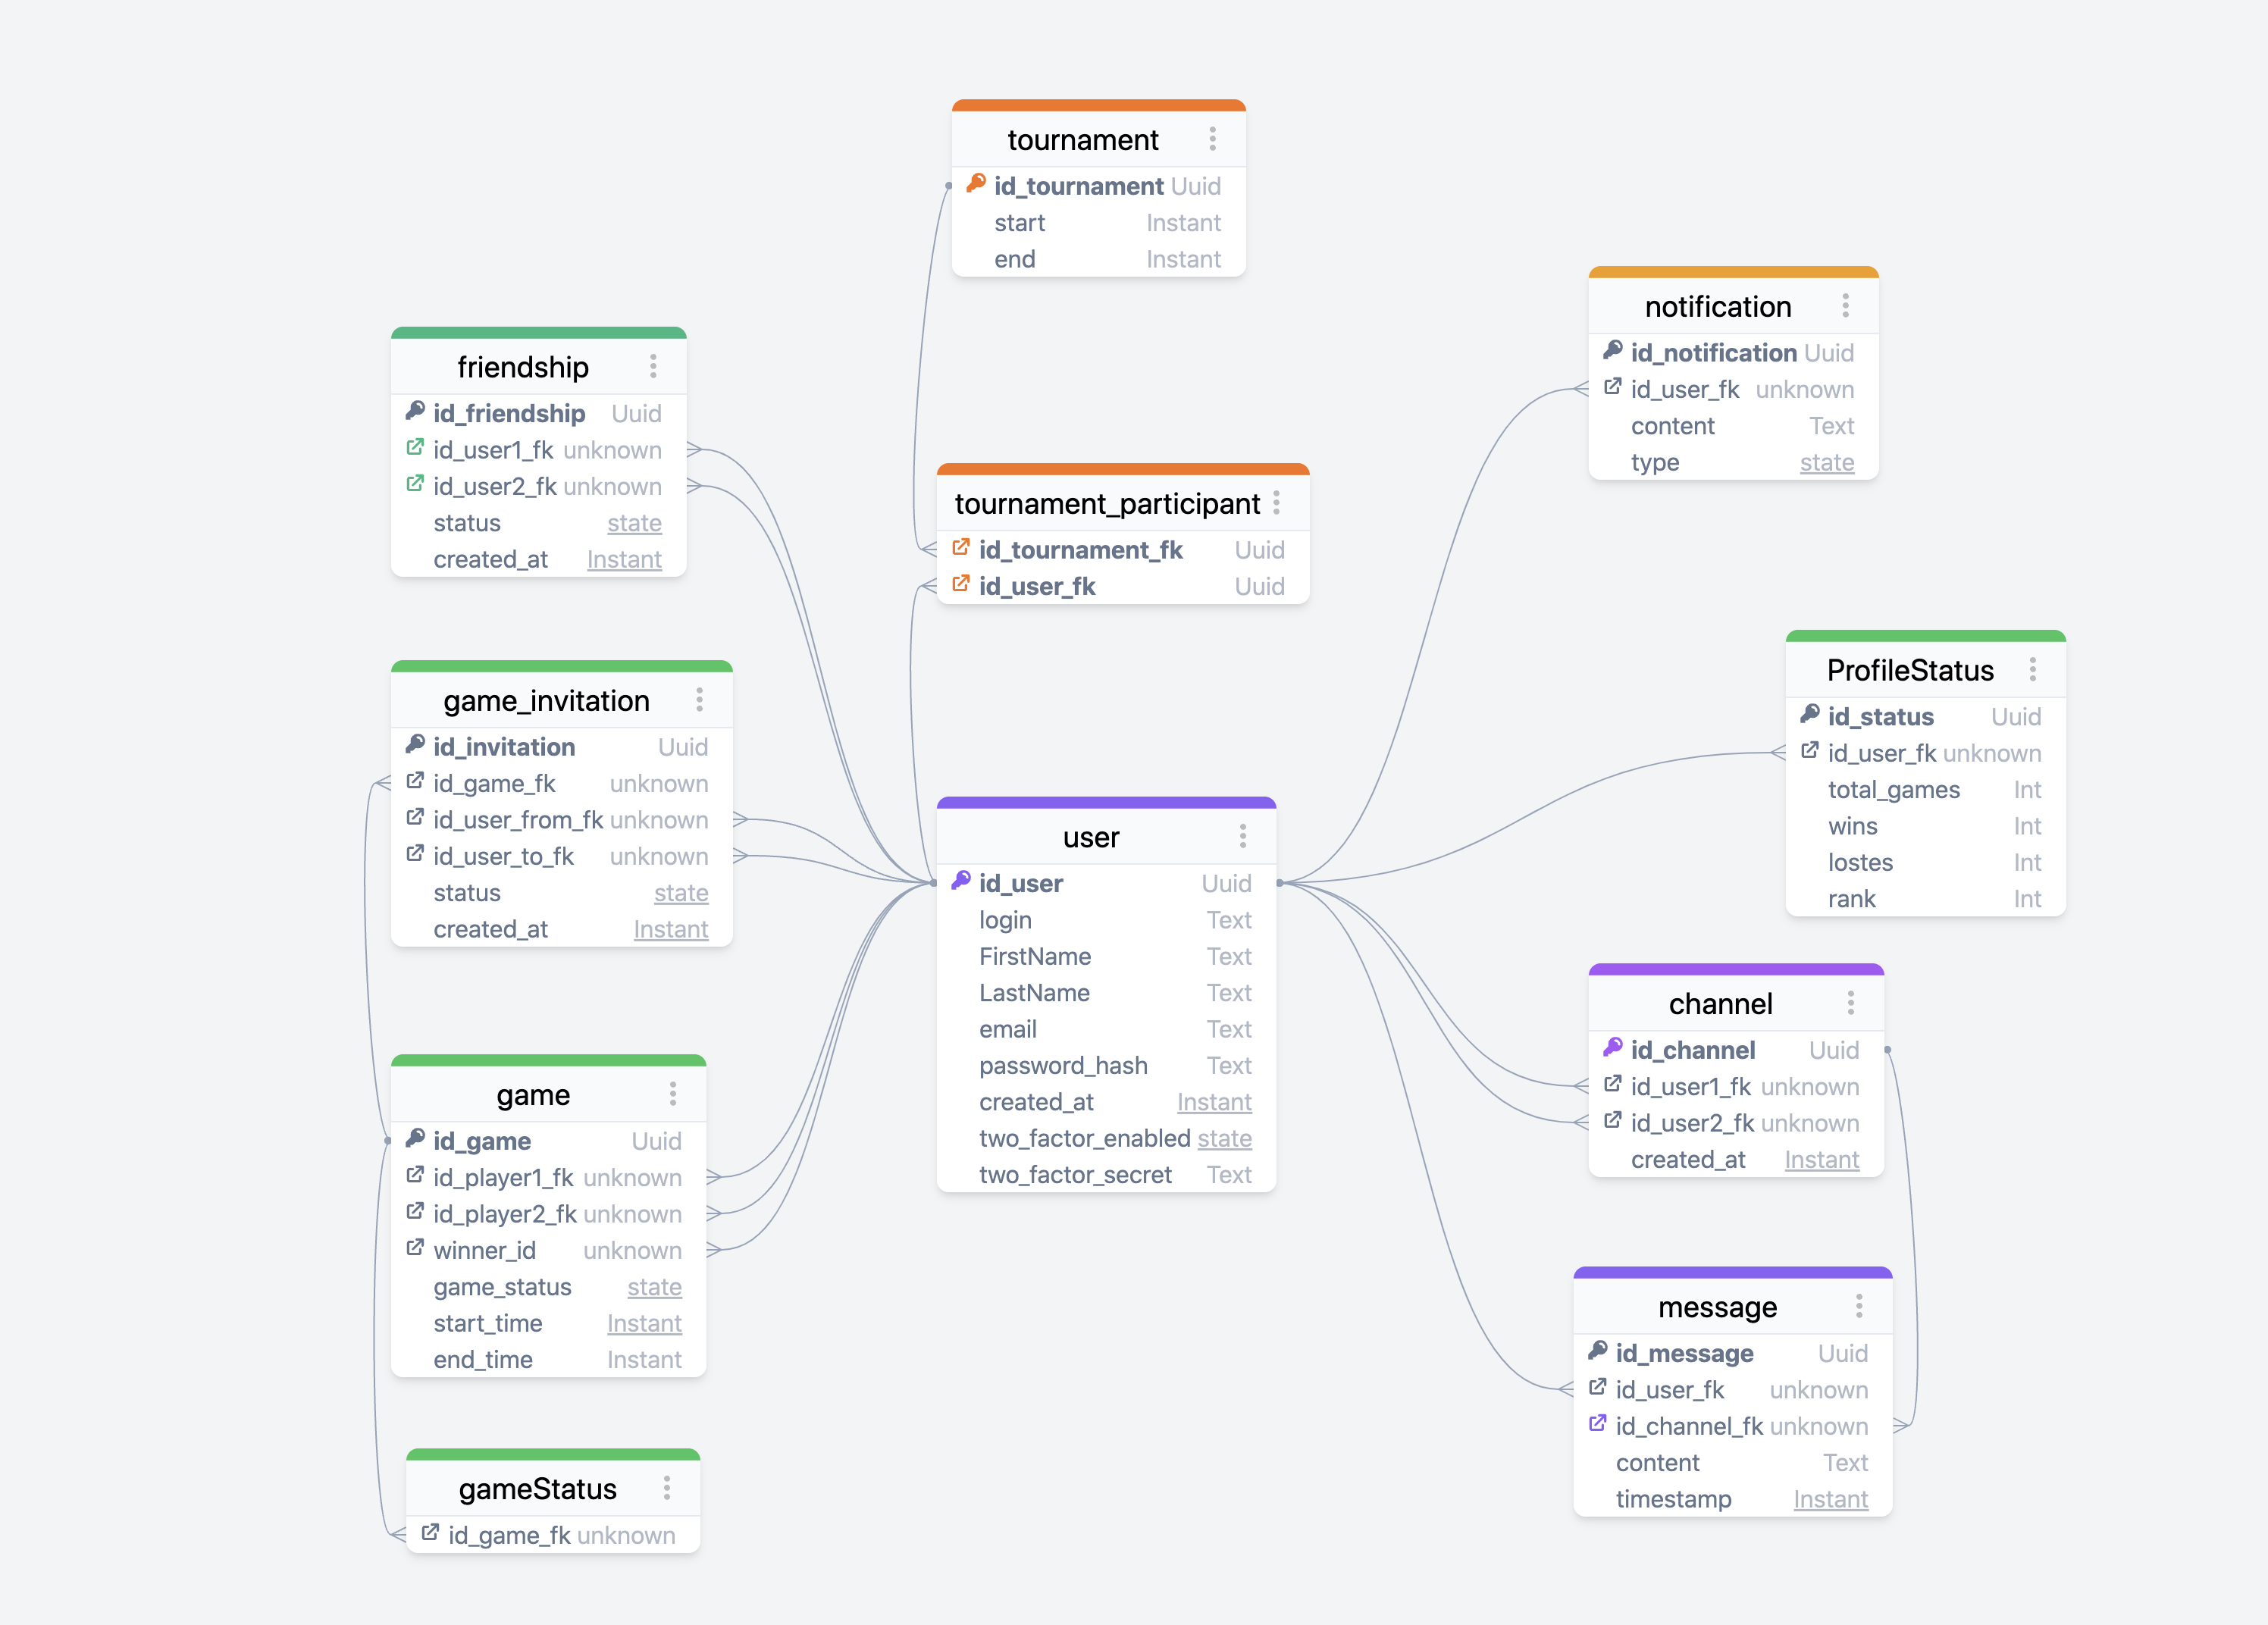 tournament
id_tournament Uuid
start Instant
end Instant
notification
id_notification Uuid
id_user_fk unknown
content Text
type state
friendship
id_friendship Uuid
id_user1_fk unknown
id_user2_fk unknown
status state
created_at Instant
tournament_participant
id_tournament_fk Uuid
id_user_fk Uuid
ProfileStatus
id_status Uuid
id_user_fk unknown
total_games Int
wins Int
lostes Int
rank Int
game_invitation
id_invitation Uuid
id_game_fk unknown
id_user_from_fk unknown
id_user_to_fk unknown
status state
created_at Instant
user
id_user Uuid
login Text
FirstName Text
LastName Text
email Text
password_hash Text
created_at Instant
two_factor_enabled state
two_factor_secret Text
channel
id_channel Uuid
id_user1_fk unknown
id_user2_fk unknown
created_at Instant
game
id_game Uuid
id_player1_fk unknown
id_player2_fk unknown
winner_id unknown
game_status state
start_time Instant
end_time Instant
message
id_message Uuid
id_user_fk unknown
id_channel_fk unknown
content Text
timestamp Instant
gameStatus
id_game_fk unknown